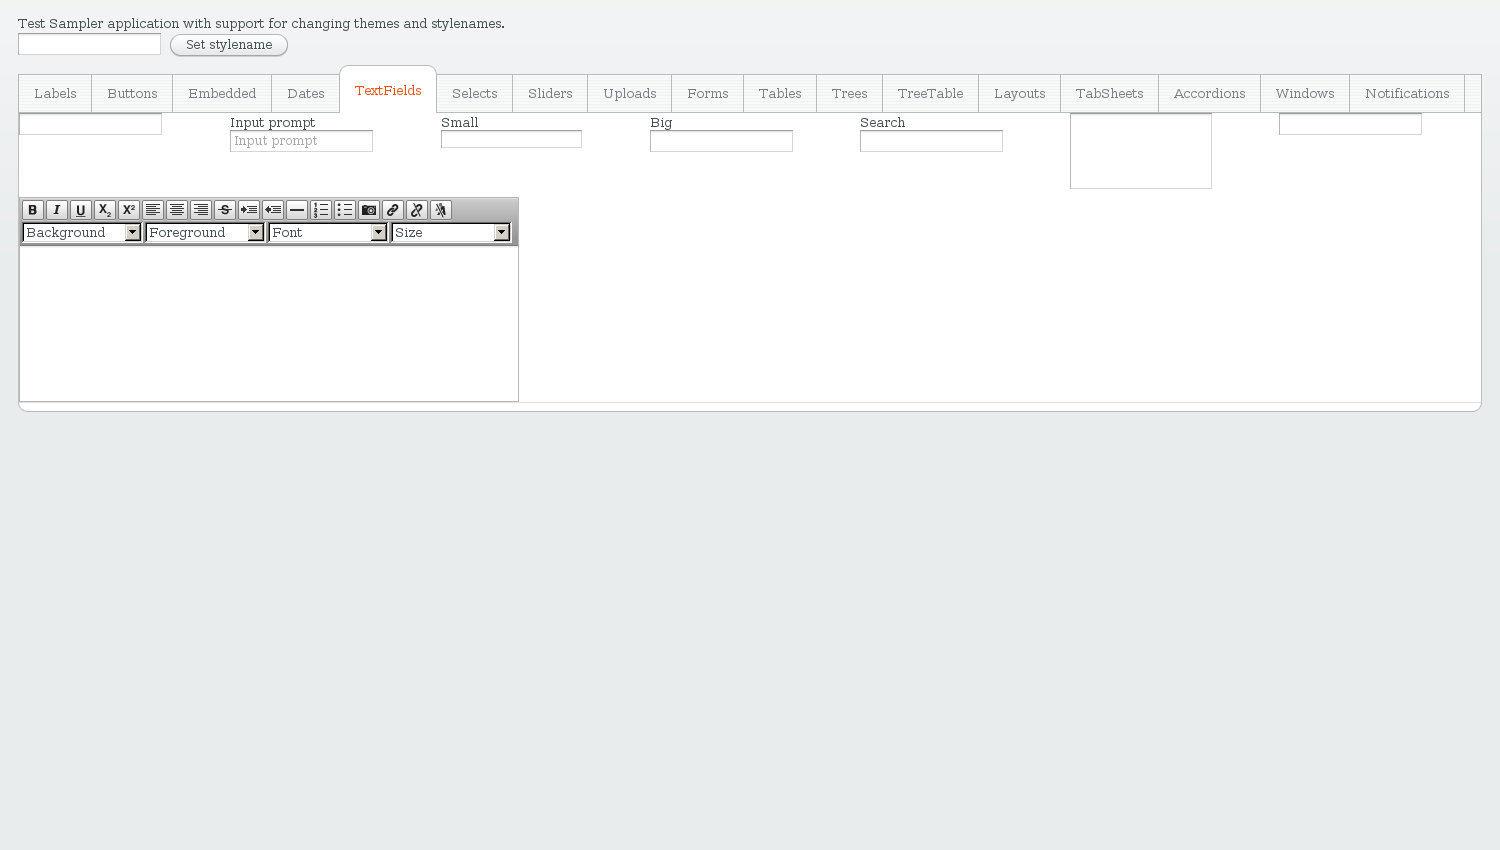 Test Sampler application with support for changing themes and stylenames.
Set stylename
Labels Buttons Embedded Dates TextFields Selects Sliders Uploads Forms Tables Trees TreeTable Layouts TabSheets Accordions Windows Notifications
Input prompt Small Big Search
Input prompt
B I U X2 X2 S
Background Foreground Font Size